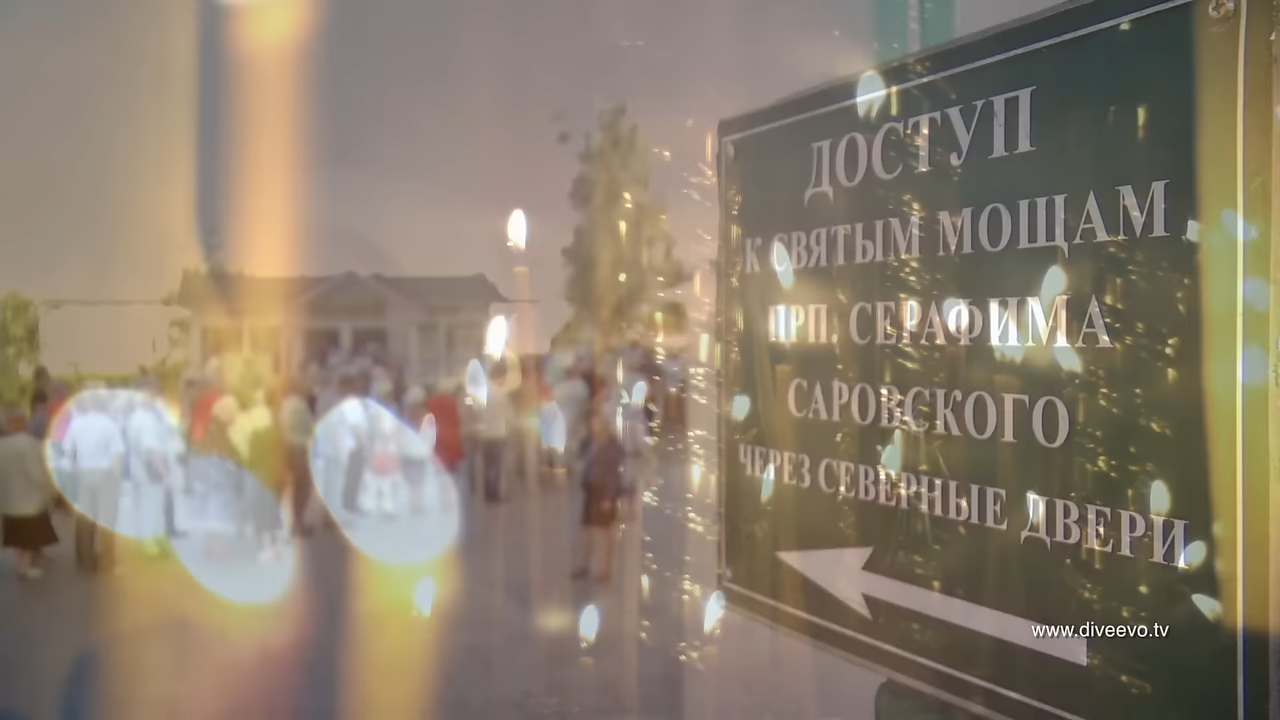 ДОСТУП
К СВЯТЫМ МОЩАМ
ПРП. СЕРАФИМА
САРОВСКОГО
ЧЕРЕЗ СЕВЕРНЫЕ ДВЕРИ
www.diveevo.tv